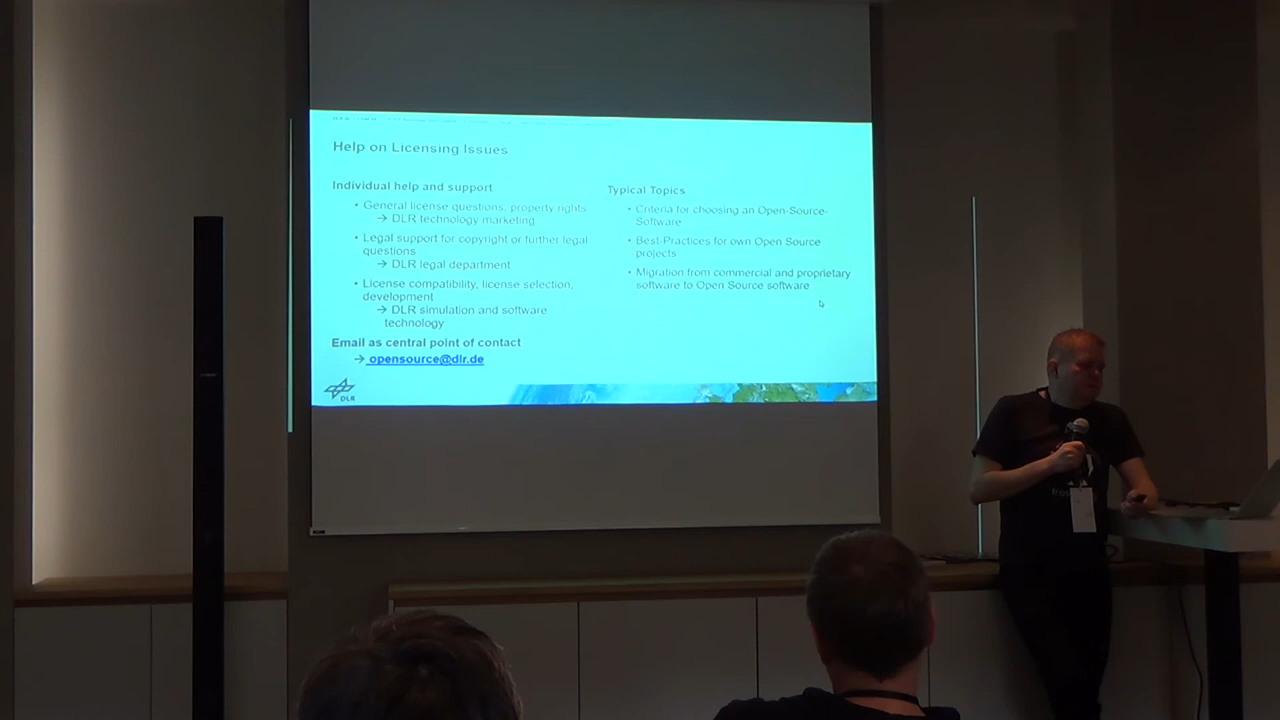 Help on Licensing Issues
Individual help and support
• General license questions, property rights
→ DLR technology marketing
• Legal support for copyright or further legal
questions
→ DLR legal department
• License compatibility, license selection,
development
→ DLR simulation and software
technology
Email as central point of contact
→ opensource@dlr.de
Typical Topics
• Criteria for choosing an Open-Source-
Software
• Best-Practices for own Open Source
projects
• Migration from commercial and proprietary
software to Open Source software
DLR